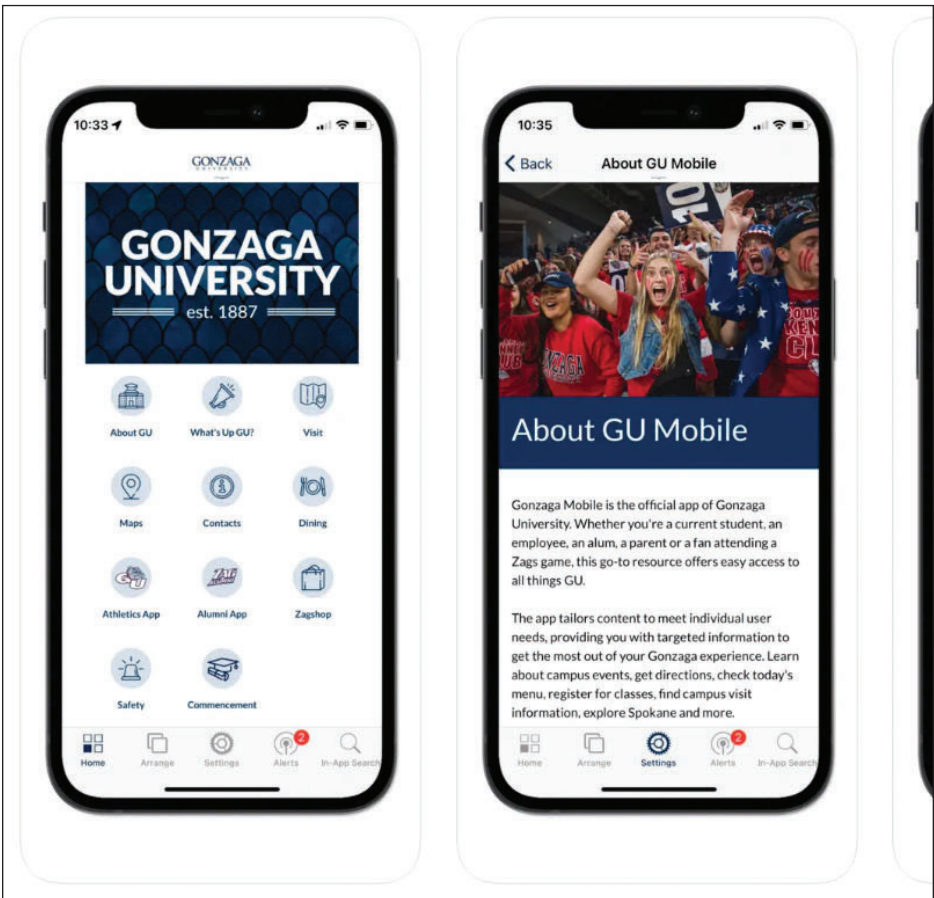 10:33
GONZAGA
UNIVERSITY
GONZAGA
UNIVERSITY
est. 1887
About GU
What's Up GU?
Visit
Maps
Contacts
Dining
Athletics App
Alumni App
Zagshop
Safety
Commencement
2
Home
Arrange
Settings
Alerts
In-App Search
10:35
Back
About GU Mobile
10
GONZAGA
About GU Mobile
Gonzaga Mobile is the official app of Gonzaga
University. Whether you're a current student, an
employee, an alum, a parent or a fan attending a
Zags game, this go-to resource offers easy access to
all things GU.
The app tailors content to meet individual user
needs, providing you with targeted information to
get the most out of your Gonzaga experience. Learn
about campus events, get directions, check today's
menu, register for classes, find campus visit
information, explore Spokane and more.
2
Home
Arrange
Settings
Alerts
In-App Search